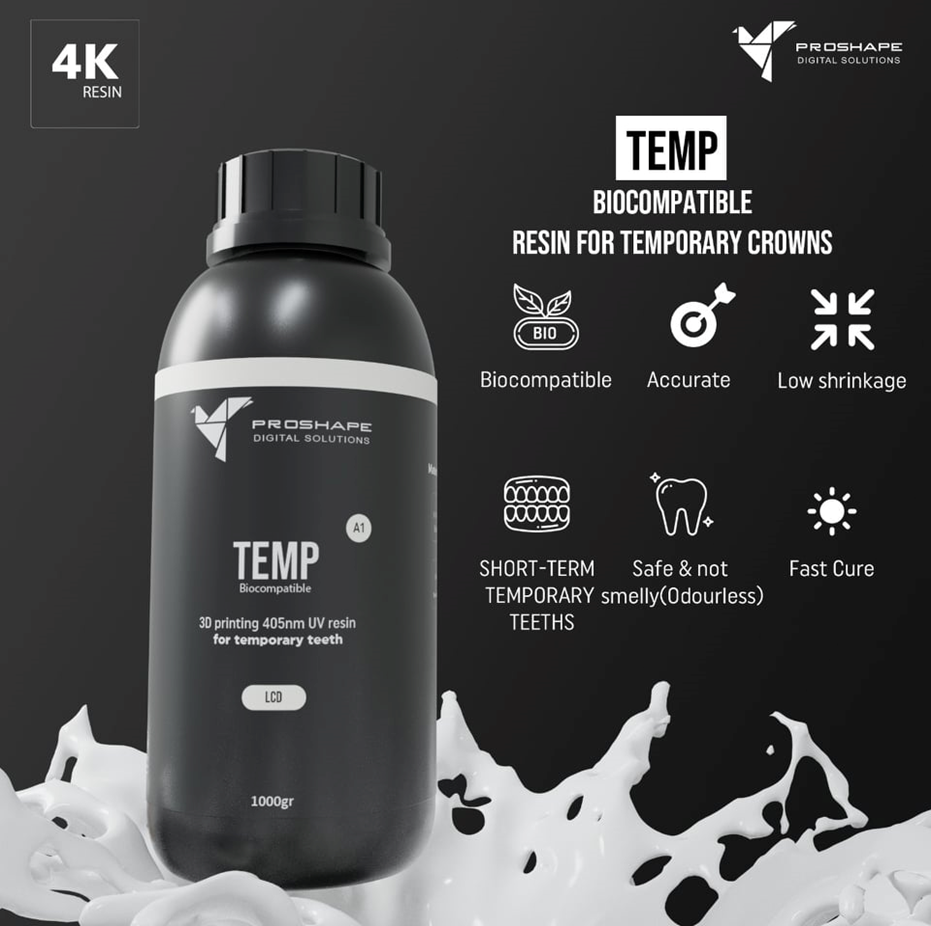 4K
RESIN
PROSHAPE
DIGITAL SOLUTIONS
TEMP
BIOCOMPATIBLE
RESIN FOR TEMPORARY CROWNS
BIO
Biocompatible
Accurate
Low shrinkage
SHORT-TERM
TEMPORARY
TEETHS
Safe & not
smelly(Odourless)
Fast Cure
PROSHAPE
DIGITAL SOLUTIONS
A1
TEMP
Biocompatible
3D printing 405nm UV resin
for temporary teeth
LCD
1000gr